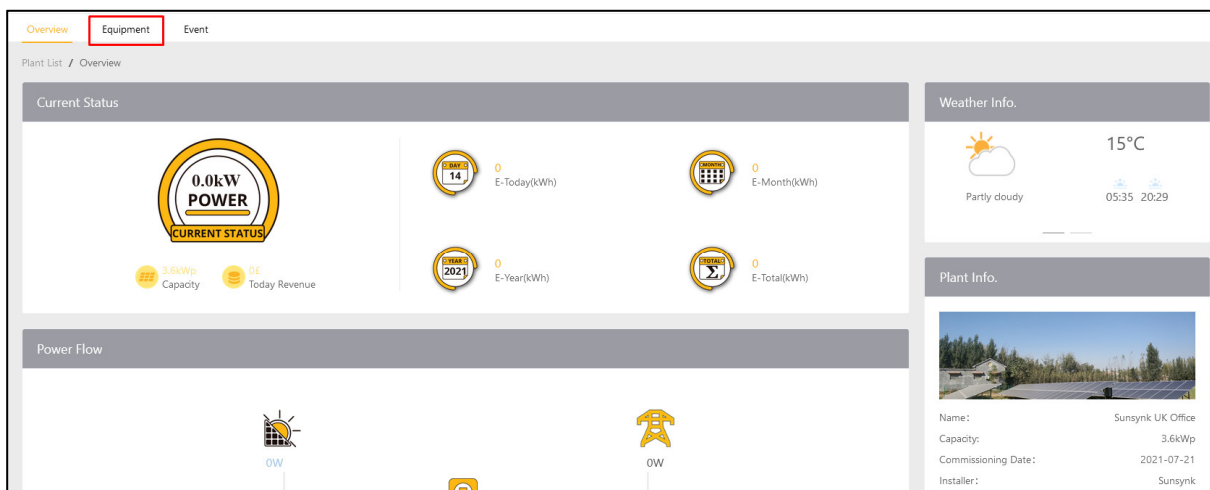 Overview Equipment Event
Plant List / Overview
Current Status
0.0kW
POWER
CURRENT STATUS
3.6kWp
Capacity
0£
Today Revenue
DAY
14
0
E-Today(kWh)
MONTH
0
E-Month(kWh)
YEAR
2021
0
E-Year(kWh)
TOTAL
Σ
0
E-Total(kWh)
Weather Info.
15°C
Partly cloudy
05:35 20:29
Power Flow
0W
0W
Plant Info.
Name: Sunsynk UK Office
Capacity: 3.6kWp
Commissioning Date: 2021-07-21
Installer: Sunsynk